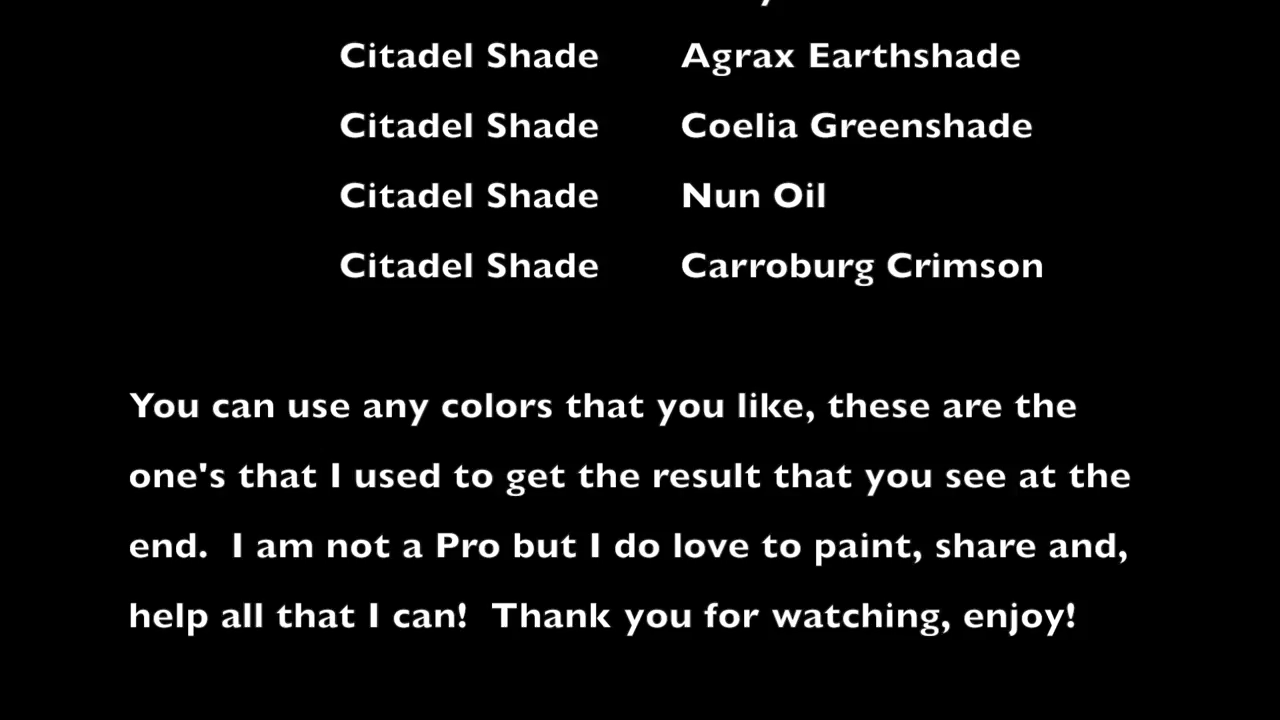 Citadel Shade Agrax Earthshade
Citadel Shade Coelia Greenshade
Citadel Shade Nun Oil
Citadel Shade Carroburg Crimson
You can use any colors that you like, these are the
one's that I used to get the result that you see at the
end. I am not a Pro but I do love to paint, share and,
help all that I can! Thank you for watching, enjoy!